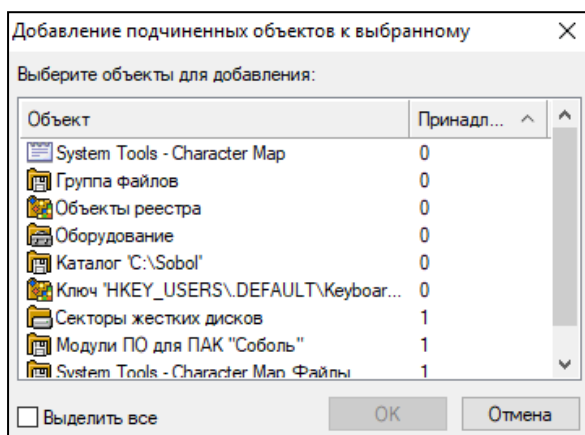 Добавление подчиненных объектов к выбранному
Выберите объекты для добавления:
Объект Принадл...
System Tools - Character Map 0
Группа файлов 0
Объекты реестра 0
Оборудование 0
Каталог 'C:\Sobol' 0
Ключ 'HKEY_USERS\.DEFAULT\Keyboar... 0
Секторы жестких дисков 1
Модули ПО для ПАК "Соболь" 1
System Tools - Character Map Файлы 1
Выделить все OK Отмена